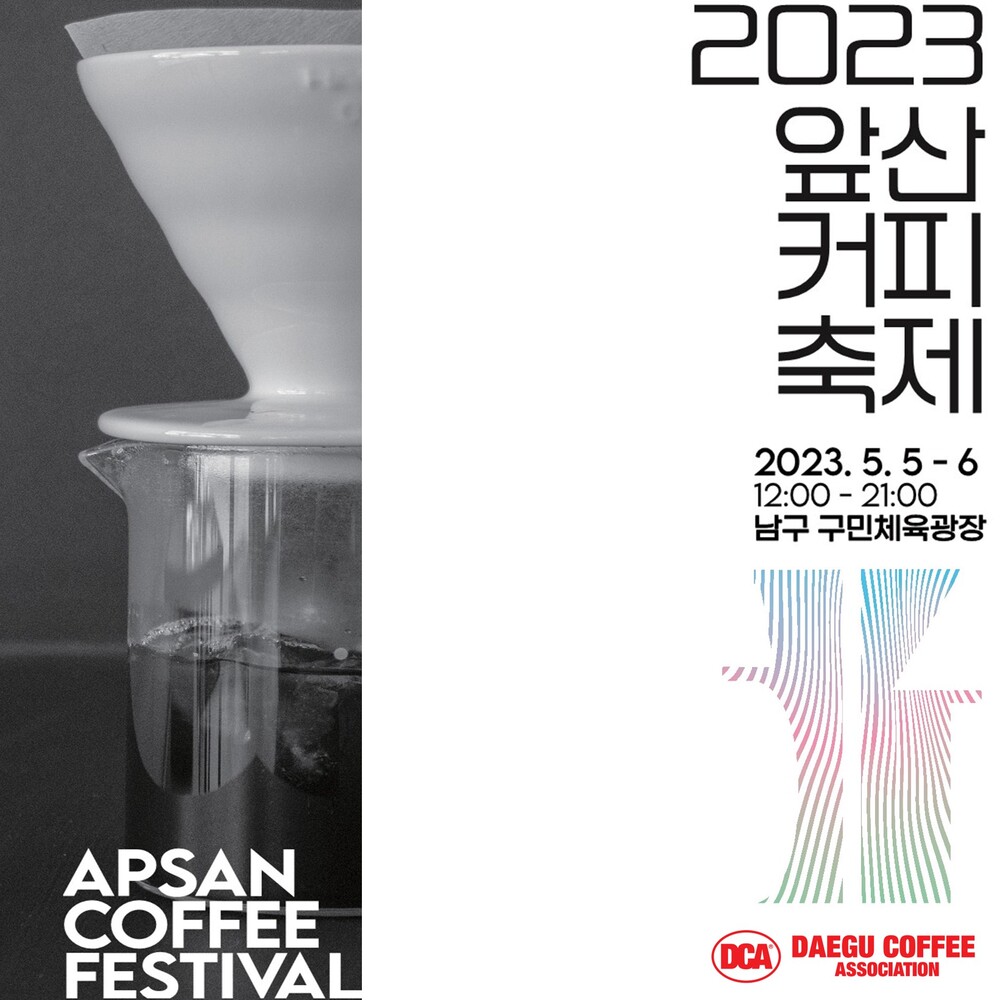 2023
앞산
커피
축제
2023. 5. 5 - 6
12:00 - 21:00
남구 구민체육광장
APSAN
COFFEE
FESTIVAL
DCA
DAEGU COFFEE
ASSOCIATION